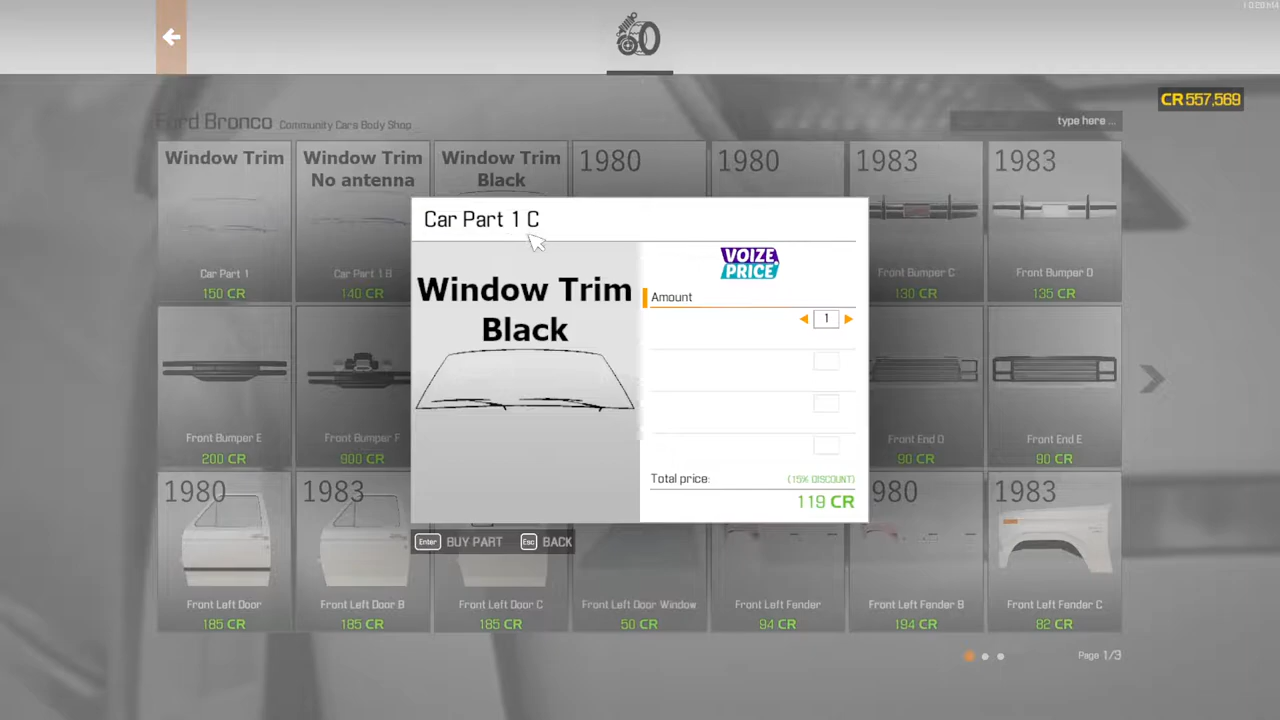 CR 557,569
Ford Bronco Community Cars Body Shop
type here ...
Window Trim
Car Part 1
150 CR
Window Trim
No antenna
Car Part 1 B
140 CR
Window Trim
Black
1980
1980
1983
Front Bumper C
130 CR
1983
Front Bumper D
135 CR
Car Part 1 C
Window Trim
Black
VOIZE
PRICE
Amount
1
Total price:
(15% DISCOUNT)
119 CR
Enter BUY PART Esc BACK
Front Bumper E
200 CR
Front Bumper F
900 CR
Front End D
90 CR
Front End E
90 CR
1980
Front Left Door
185 CR
1983
Front Left Door B
185 CR
Front Left Door C
185 CR
Front Left Door Window
50 CR
Front Left Fender
94 CR
980
Front Left Fender B
194 CR
1983
Front Left Fender C
82 CR
Page 1/3